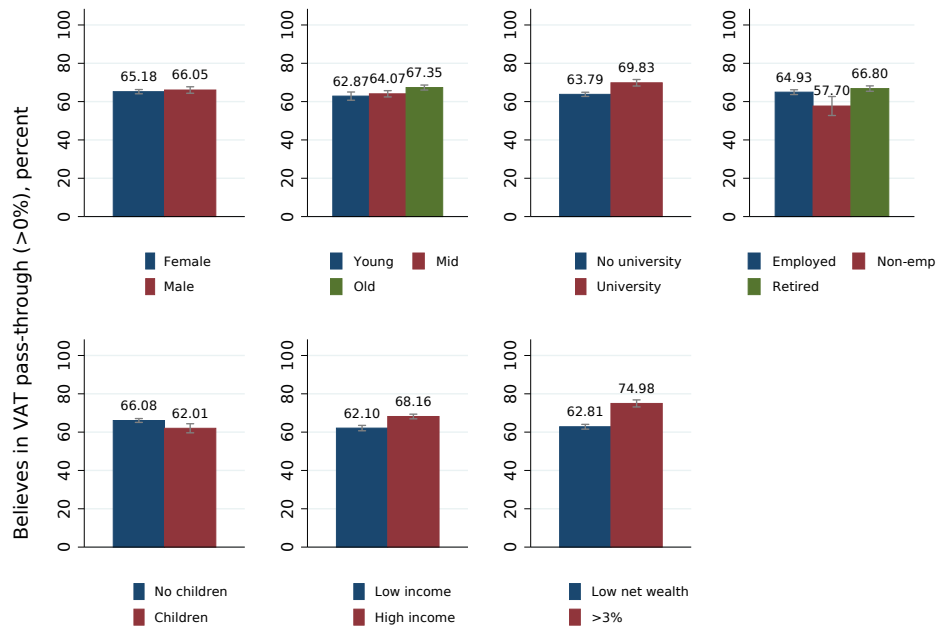 Believes in VAT pass-through (>0%), percent
0 20 40 60 80 100
65.18 66.05
Female
Male
0 20 40 60 80 100
62.87 64.07 67.35
Young Mid
Old
0 20 40 60 80 100
63.79 69.83
No university
University
0 20 40 60 80 100
64.93 57.70 66.80
Employed Non-emp
Retired
0 20 40 60 80 100
66.08 62.01
No children
Children
0 20 40 60 80 100
62.10 68.16
Low income
High income
0 20 40 60 80 100
62.81 74.98
Low net wealth
>3%